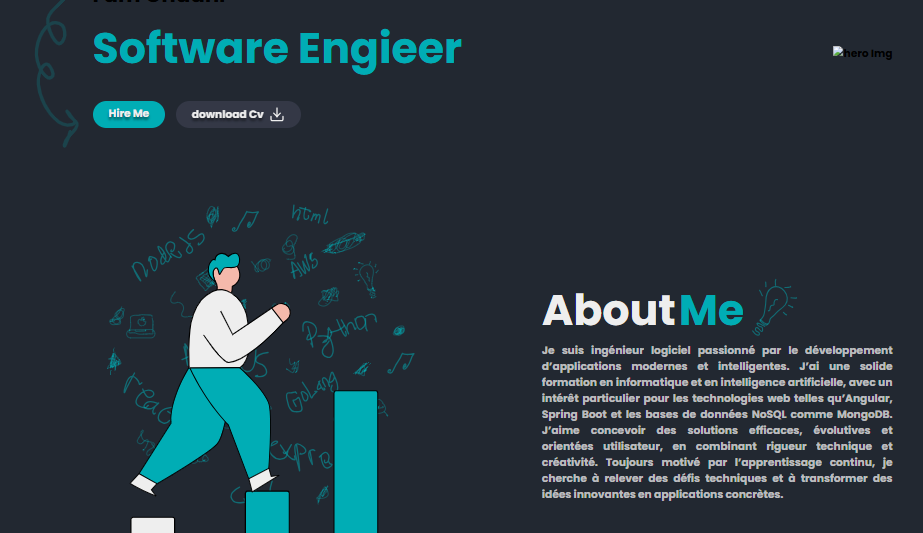 Software Engieer
hero Img
Hire Me
download Cv
html
NodeJS
AWS
Python
GoLang
About Me
Je suis ingénieur logiciel passionné par le développement
d’applications modernes et intelligentes. J’ai une solide
formation en informatique et en intelligence artificielle, avec un
intérêt particulier pour les technologies web telles qu’Angular,
Spring Boot et les bases de données NoSQL comme MongoDB.
J’aime concevoir des solutions efficaces, évolutives et
orientées utilisateur, en combinant rigueur technique et
créativité. Toujours motivé par l’apprentissage continu, je
cherche à relever des défis techniques et à transformer des
idées innovantes en applications concrètes.